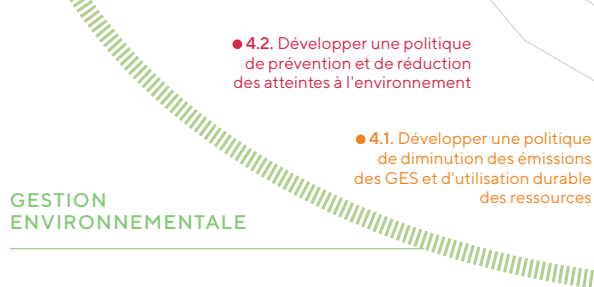 ● 4.2. Développer une politique
de prévention et de réduction
des atteintes à l'environnement
● 4.1. Développer une politique
de diminution des émissions
des GES et d'utilisation durable
des ressources
GESTION
ENVIRONNEMENTALE